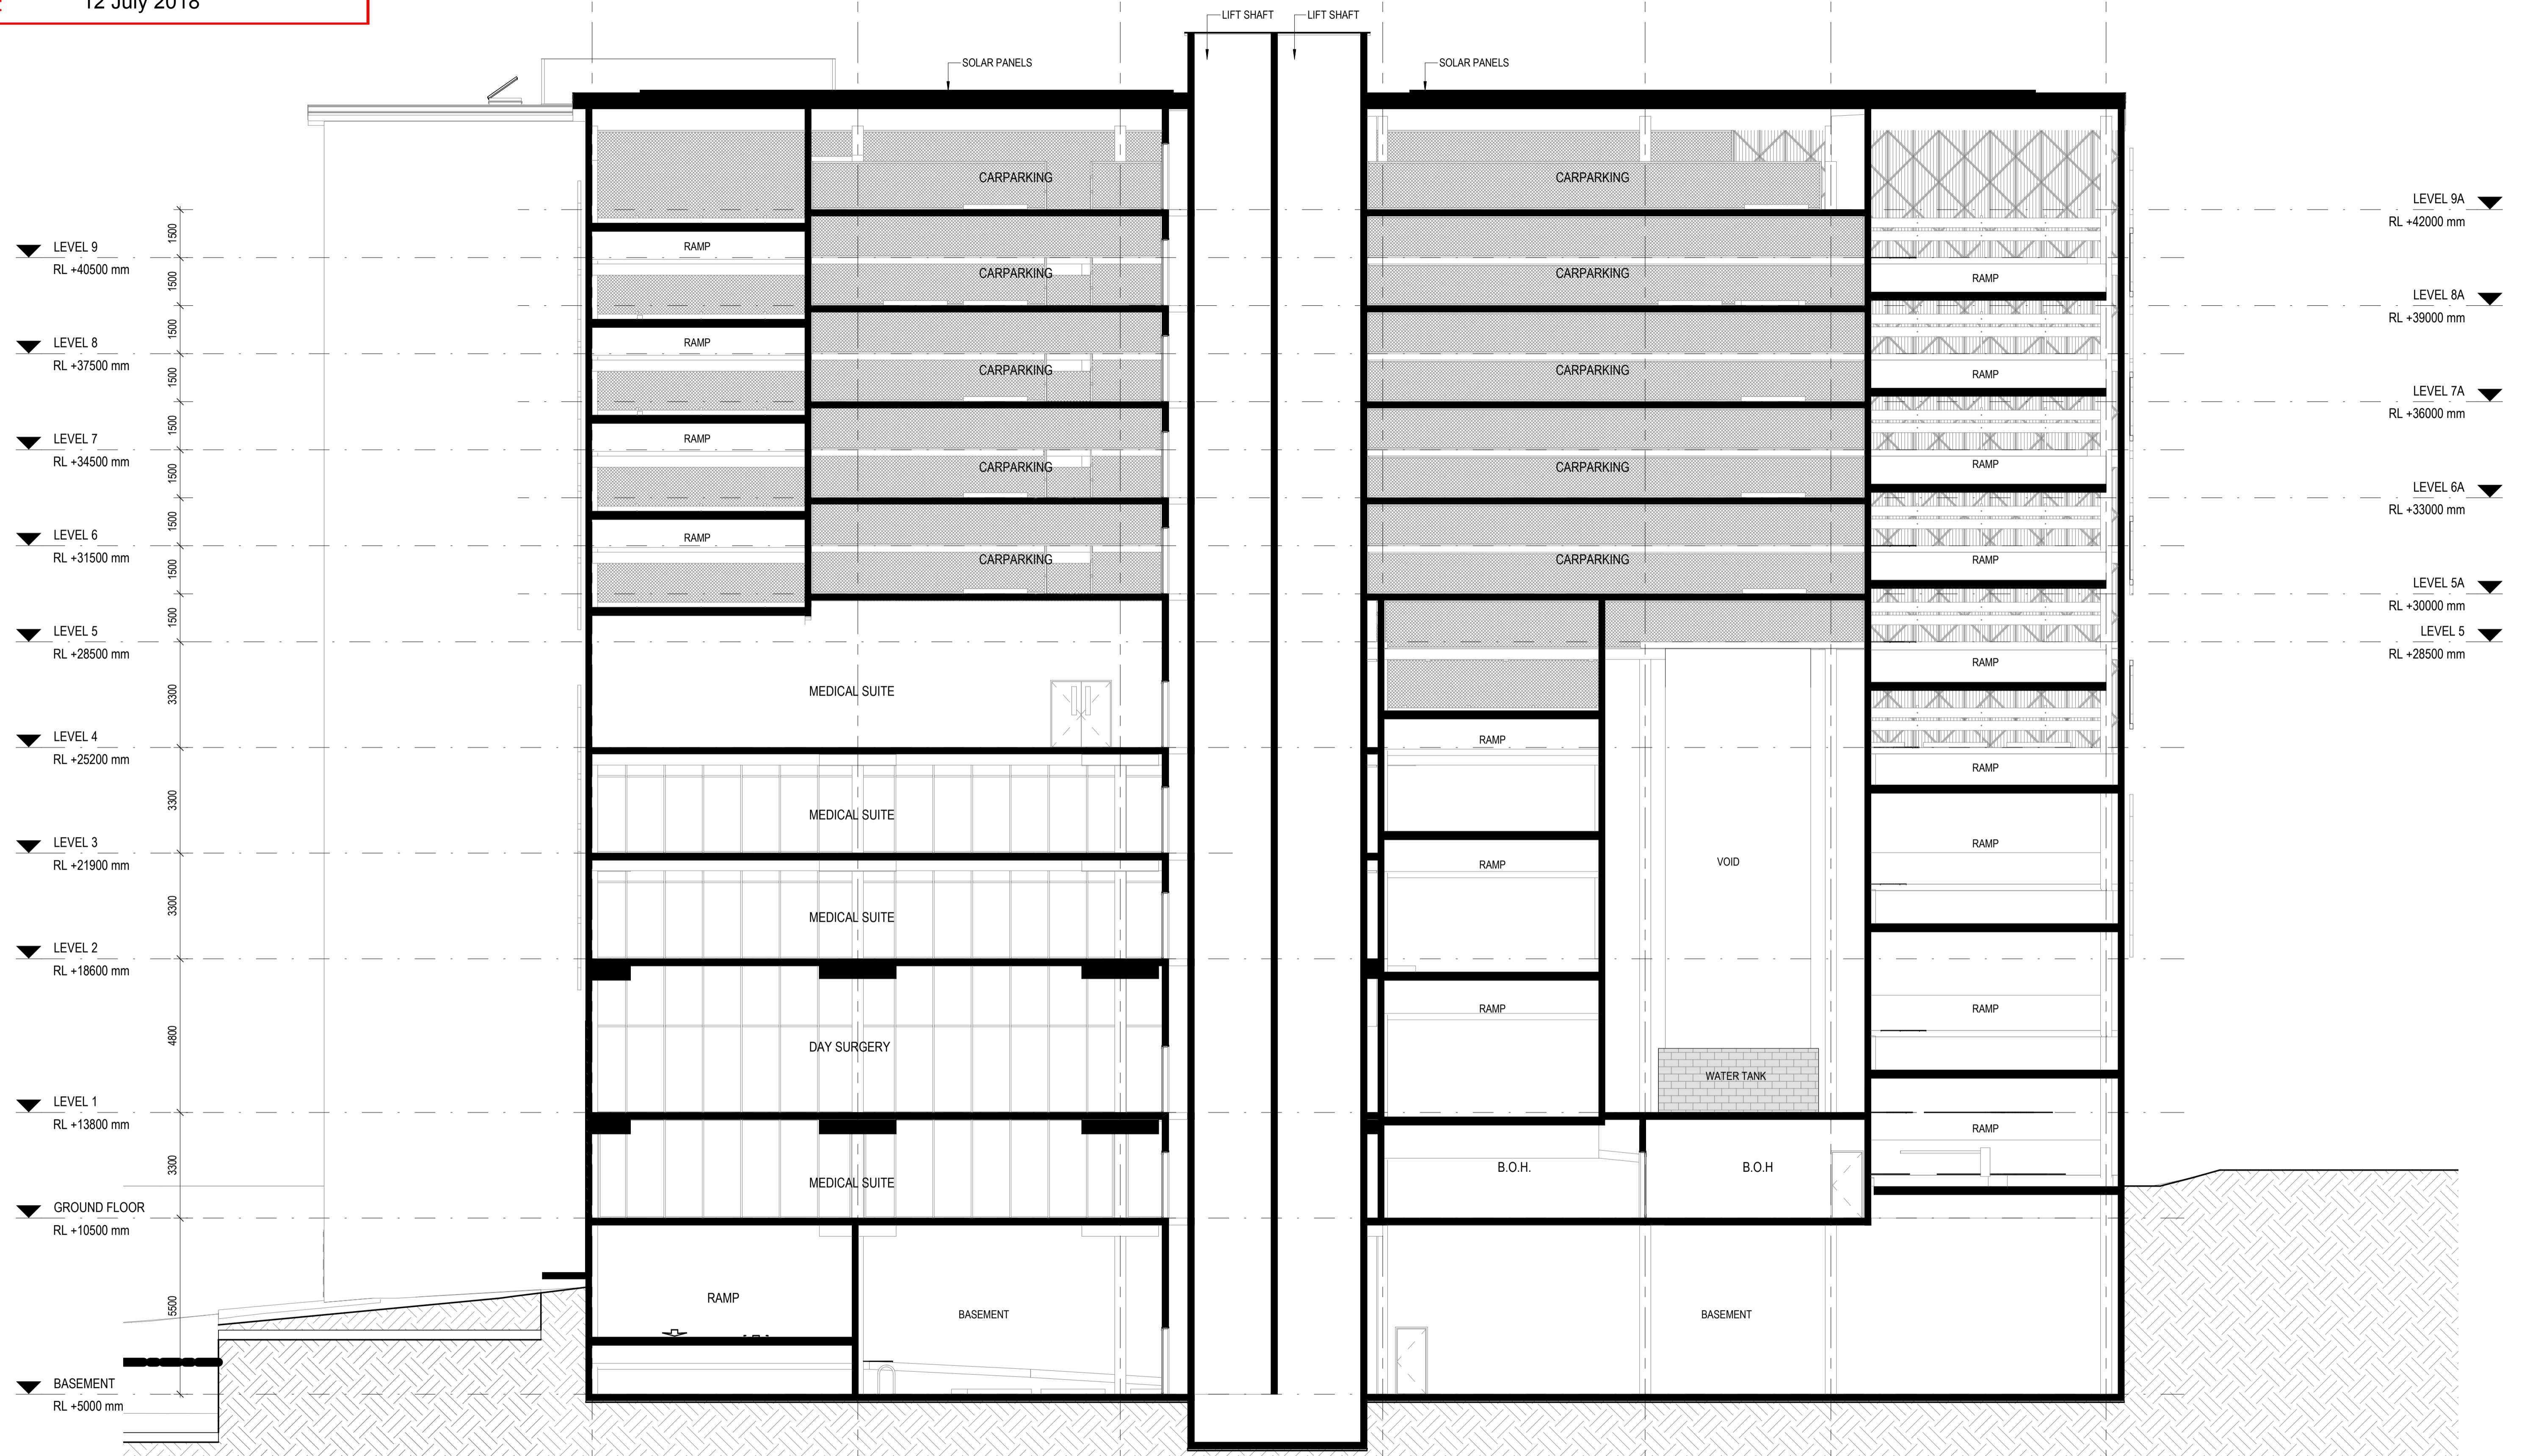 12 July 2018
LIFT SHAFT
LIFT SHAFT
SOLAR PANELS
SOLAR PANELS
CARPARKING
CARPARKING
LEVEL 9A
RL +42000 mm
1500
LEVEL 9
RL +40500 mm
RAMP
CARPARKING
CARPARKING
RAMP
1500
LEVEL 8A
RL +39000 mm
1500
LEVEL 8
RL +37500 mm
RAMP
CARPARKING
CARPARKING
RAMP
1500
LEVEL 7A
RL +36000 mm
1500
LEVEL 7
RL +34500 mm
RAMP
CARPARKING
CARPARKING
RAMP
1500
LEVEL 6A
RL +33000 mm
1500
LEVEL 6
RL +31500 mm
RAMP
CARPARKING
CARPARKING
RAMP
1500
LEVEL 5A
RL +30000 mm
1500
LEVEL 5
RL +28500 mm
LEVEL 5
RL +28500 mm
RAMP
3300
MEDICAL SUITE
LEVEL 4
RL +25200 mm
RAMP
RAMP
3300
MEDICAL SUITE
LEVEL 3
RL +21900 mm
RAMP
RAMP
VOID
3300
MEDICAL SUITE
LEVEL 2
RL +18600 mm
RAMP
RAMP
4800
DAY SURGERY
WATER TANK
LEVEL 1
RL +13800 mm
RAMP
3300
MEDICAL SUITE
B.O.H.
B.O.H
GROUND FLOOR
RL +10500 mm
5500
RAMP
BASEMENT
BASEMENT
BASEMENT
RL +5000 mm